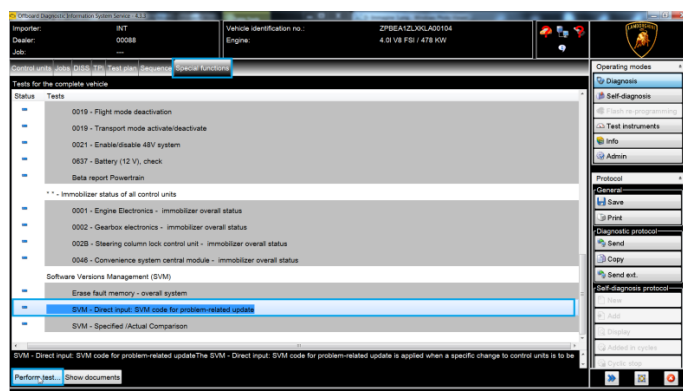 Offboard Diagnostic Information System Service - 4.3.3
Importer: INT Vehicle identification no.: ZPBEA1ZLXKLA00104
Dealer: 00088 Engine: 4.0l V8 FSI / 478 KW
Job: ---
Control units Jobs DISS TPI Test plan Sequence Special functions
Tests for the complete vehicle
Status Tests
0019 - Flight mode deactivation
0019 - Transport mode activate/deactivate
0021 - Enable/disable 48V system
0637 - Battery (12 V), check
Beta report Powertrain
* * - Immobilizer status of all control units
0001 - Engine Electronics - immobilizer overall status
0002 - Gearbox electronics - immobilizer overall status
002B - Steering column lock control unit - immobilizer overall status
0046 - Convenience system central module - immobilizer overall status
Software Versions Management (SVM)
Erase fault memory - overall system
SVM - Direct input: SVM code for problem-related update
SVM - Specified /Actual Comparison
SVM - Direct input: SVM code for problem-related updateThe SVM - Direct input: SVM code for problem-related update is applied when a specific change to control units is to be
Perform test... Show documents
Operating modes
Diagnosis
Self-diagnosis
Flash re-programming
Test instruments
Info
Admin
Protocol
General
Save
Print
Diagnostic protocol
Send
Copy
Send ext.
Self-diagnosis protocol
New
Add
Display
Added in cycles
Cyclic stop